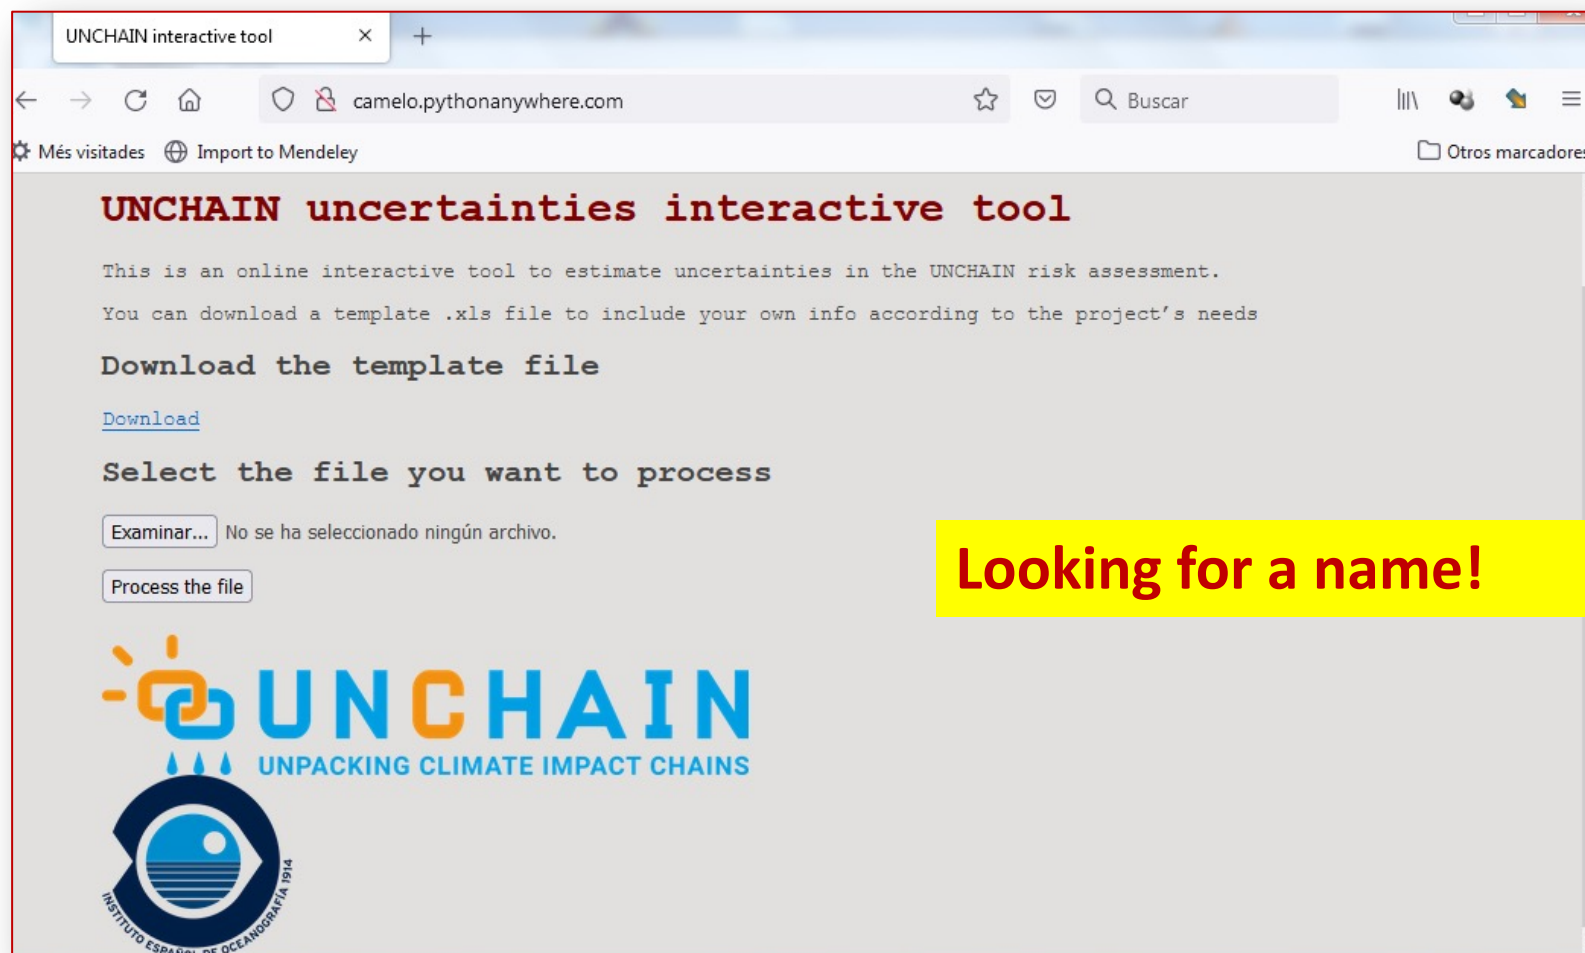 UNCHAIN interactive tool
camelo.pythonanywhere.com
Buscar
Més visitades
Import to Mendeley
Otros marcadores
UNCHAIN uncertainties interactive tool
This is an online interactive tool to estimate uncertainties in the UNCHAIN risk assessment.
You can download a template .xls file to include your own info according to the project’s needs
Download the template file
Download
Select the file you want to process
Examinar... No se ha seleccionado ningún archivo.
Looking for a name!
Process the file
UNCHAIN
UNPACKING CLIMATE IMPACT CHAINS
INSTITUTO ESPAÑOL DE OCEANOGRAFÍA 1914